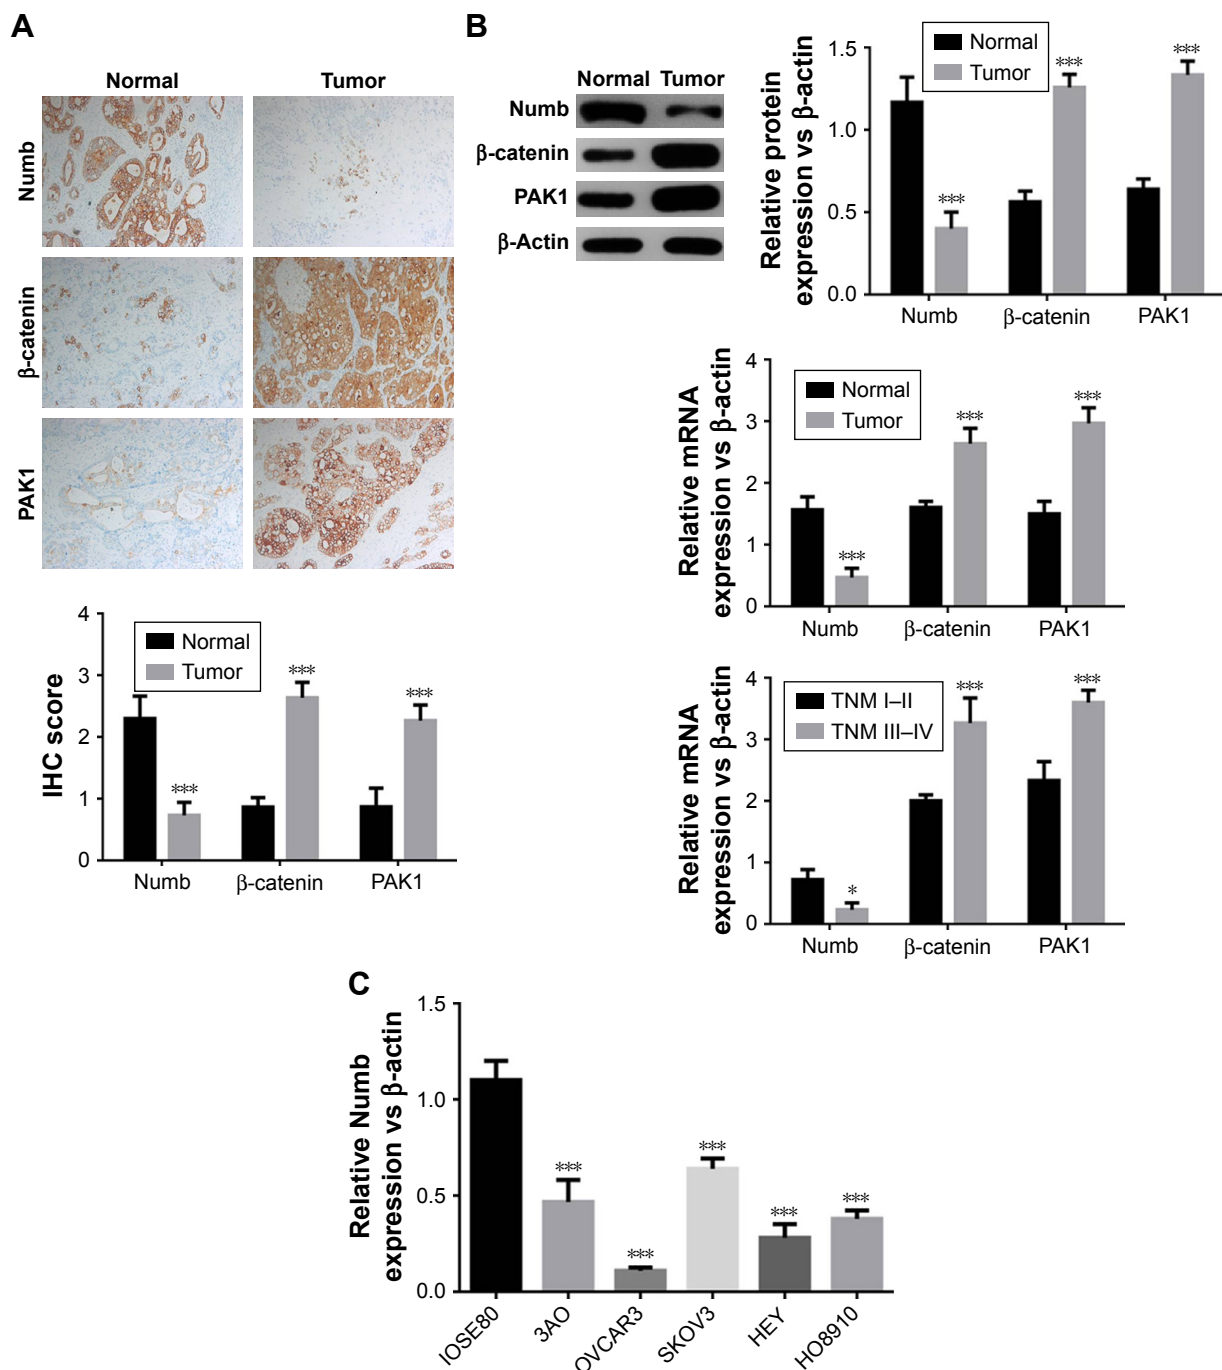 A
Normal Tumor
Numb
β-catenin
PAK1
IHC score
4
3
2
1
0
Normal
Tumor
***
***
***
Numb β-catenin PAK1
B
Normal Tumor
Numb
β-catenin
PAK1
β-Actin
Relative protein
expression vs β-actin
1.5
1.0
0.5
0.0
Normal
Tumor
***
***
***
Numb β-catenin PAK1
Relative mRNA
expression vs β-actin
4
3
2
1
0
Normal
Tumor
***
***
***
Numb β-catenin PAK1
Relative mRNA
expression vs β-actin
4
3
2
1
0
TNM I–II
TNM III–IV
*
***
***
Numb β-catenin PAK1
C
Relative Numb
expression vs β-actin
1.5
1.0
0.5
0.0
***
***
***
***
***
IOSE80 3AO OVCAR3 SKOV3 HEY HO8910